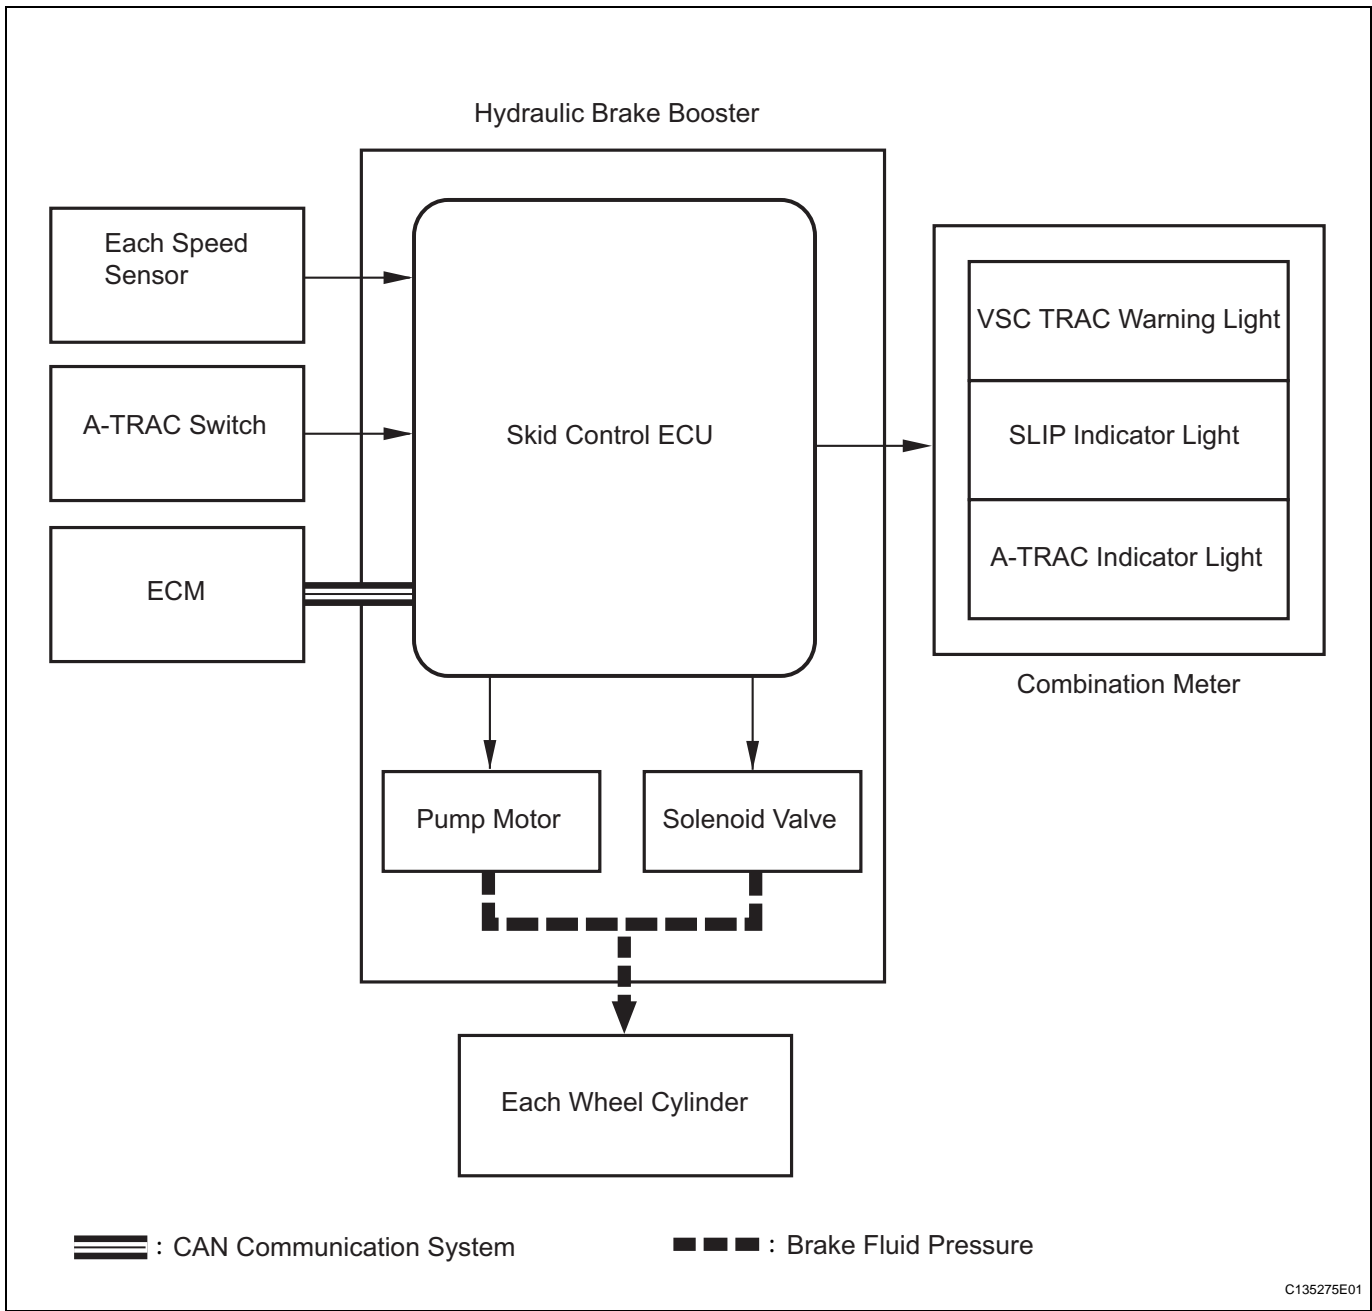 Hydraulic Brake Booster
Each Speed
Sensor
A-TRAC Switch
ECM
Skid Control ECU
VSC TRAC Warning Light
SLIP Indicator Light
A-TRAC Indicator Light
Combination Meter
Pump Motor
Solenoid Valve
Each Wheel Cylinder
: CAN Communication System
: Brake Fluid Pressure
C135275E01